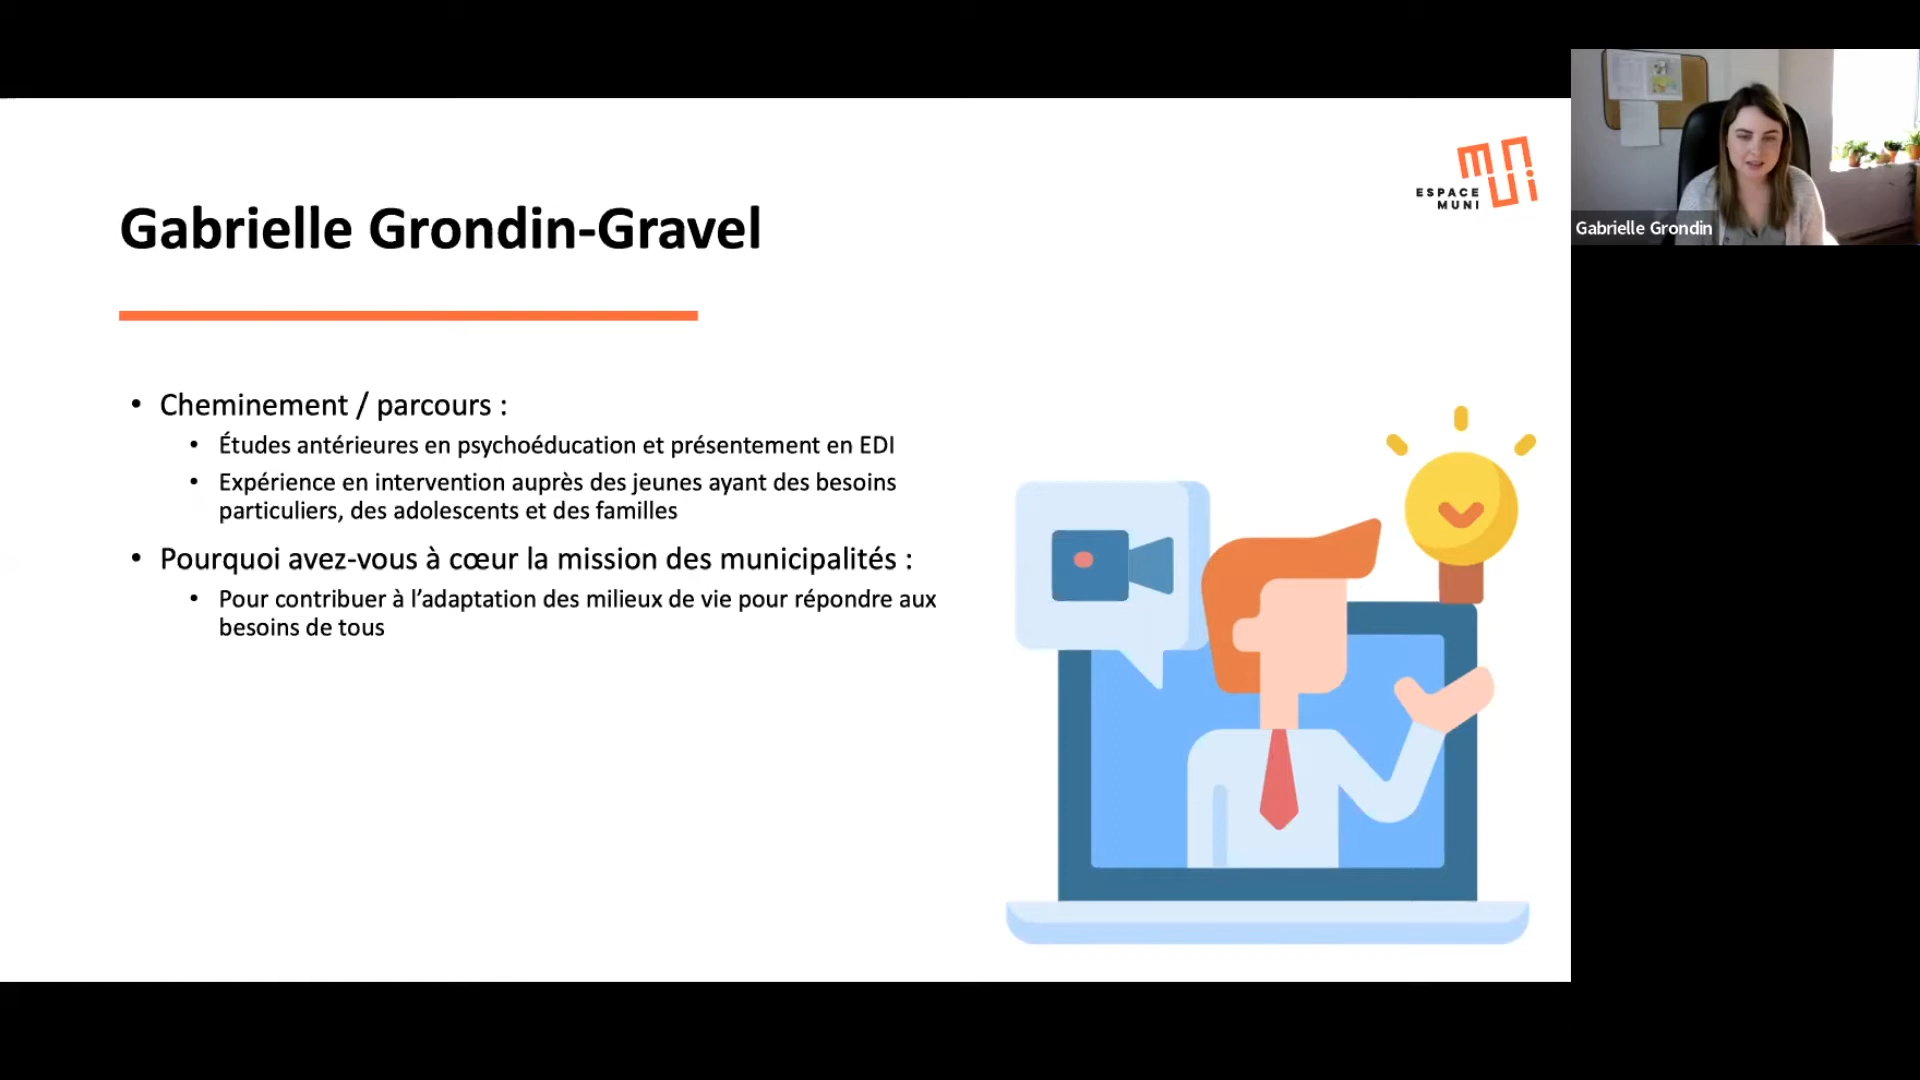 Gabrielle Grondin-Gravel
ESPACE
MUNI
muni
Gabrielle Grondin
• Cheminement / parcours :
• Études antérieures en psychoéducation et présentement en EDI
• Expérience en intervention auprès des jeunes ayant des besoins
particuliers, des adolescents et des familles
• Pourquoi avez-vous à cœur la mission des municipalités :
• Pour contribuer à l’adaptation des milieux de vie pour répondre aux
besoins de tous